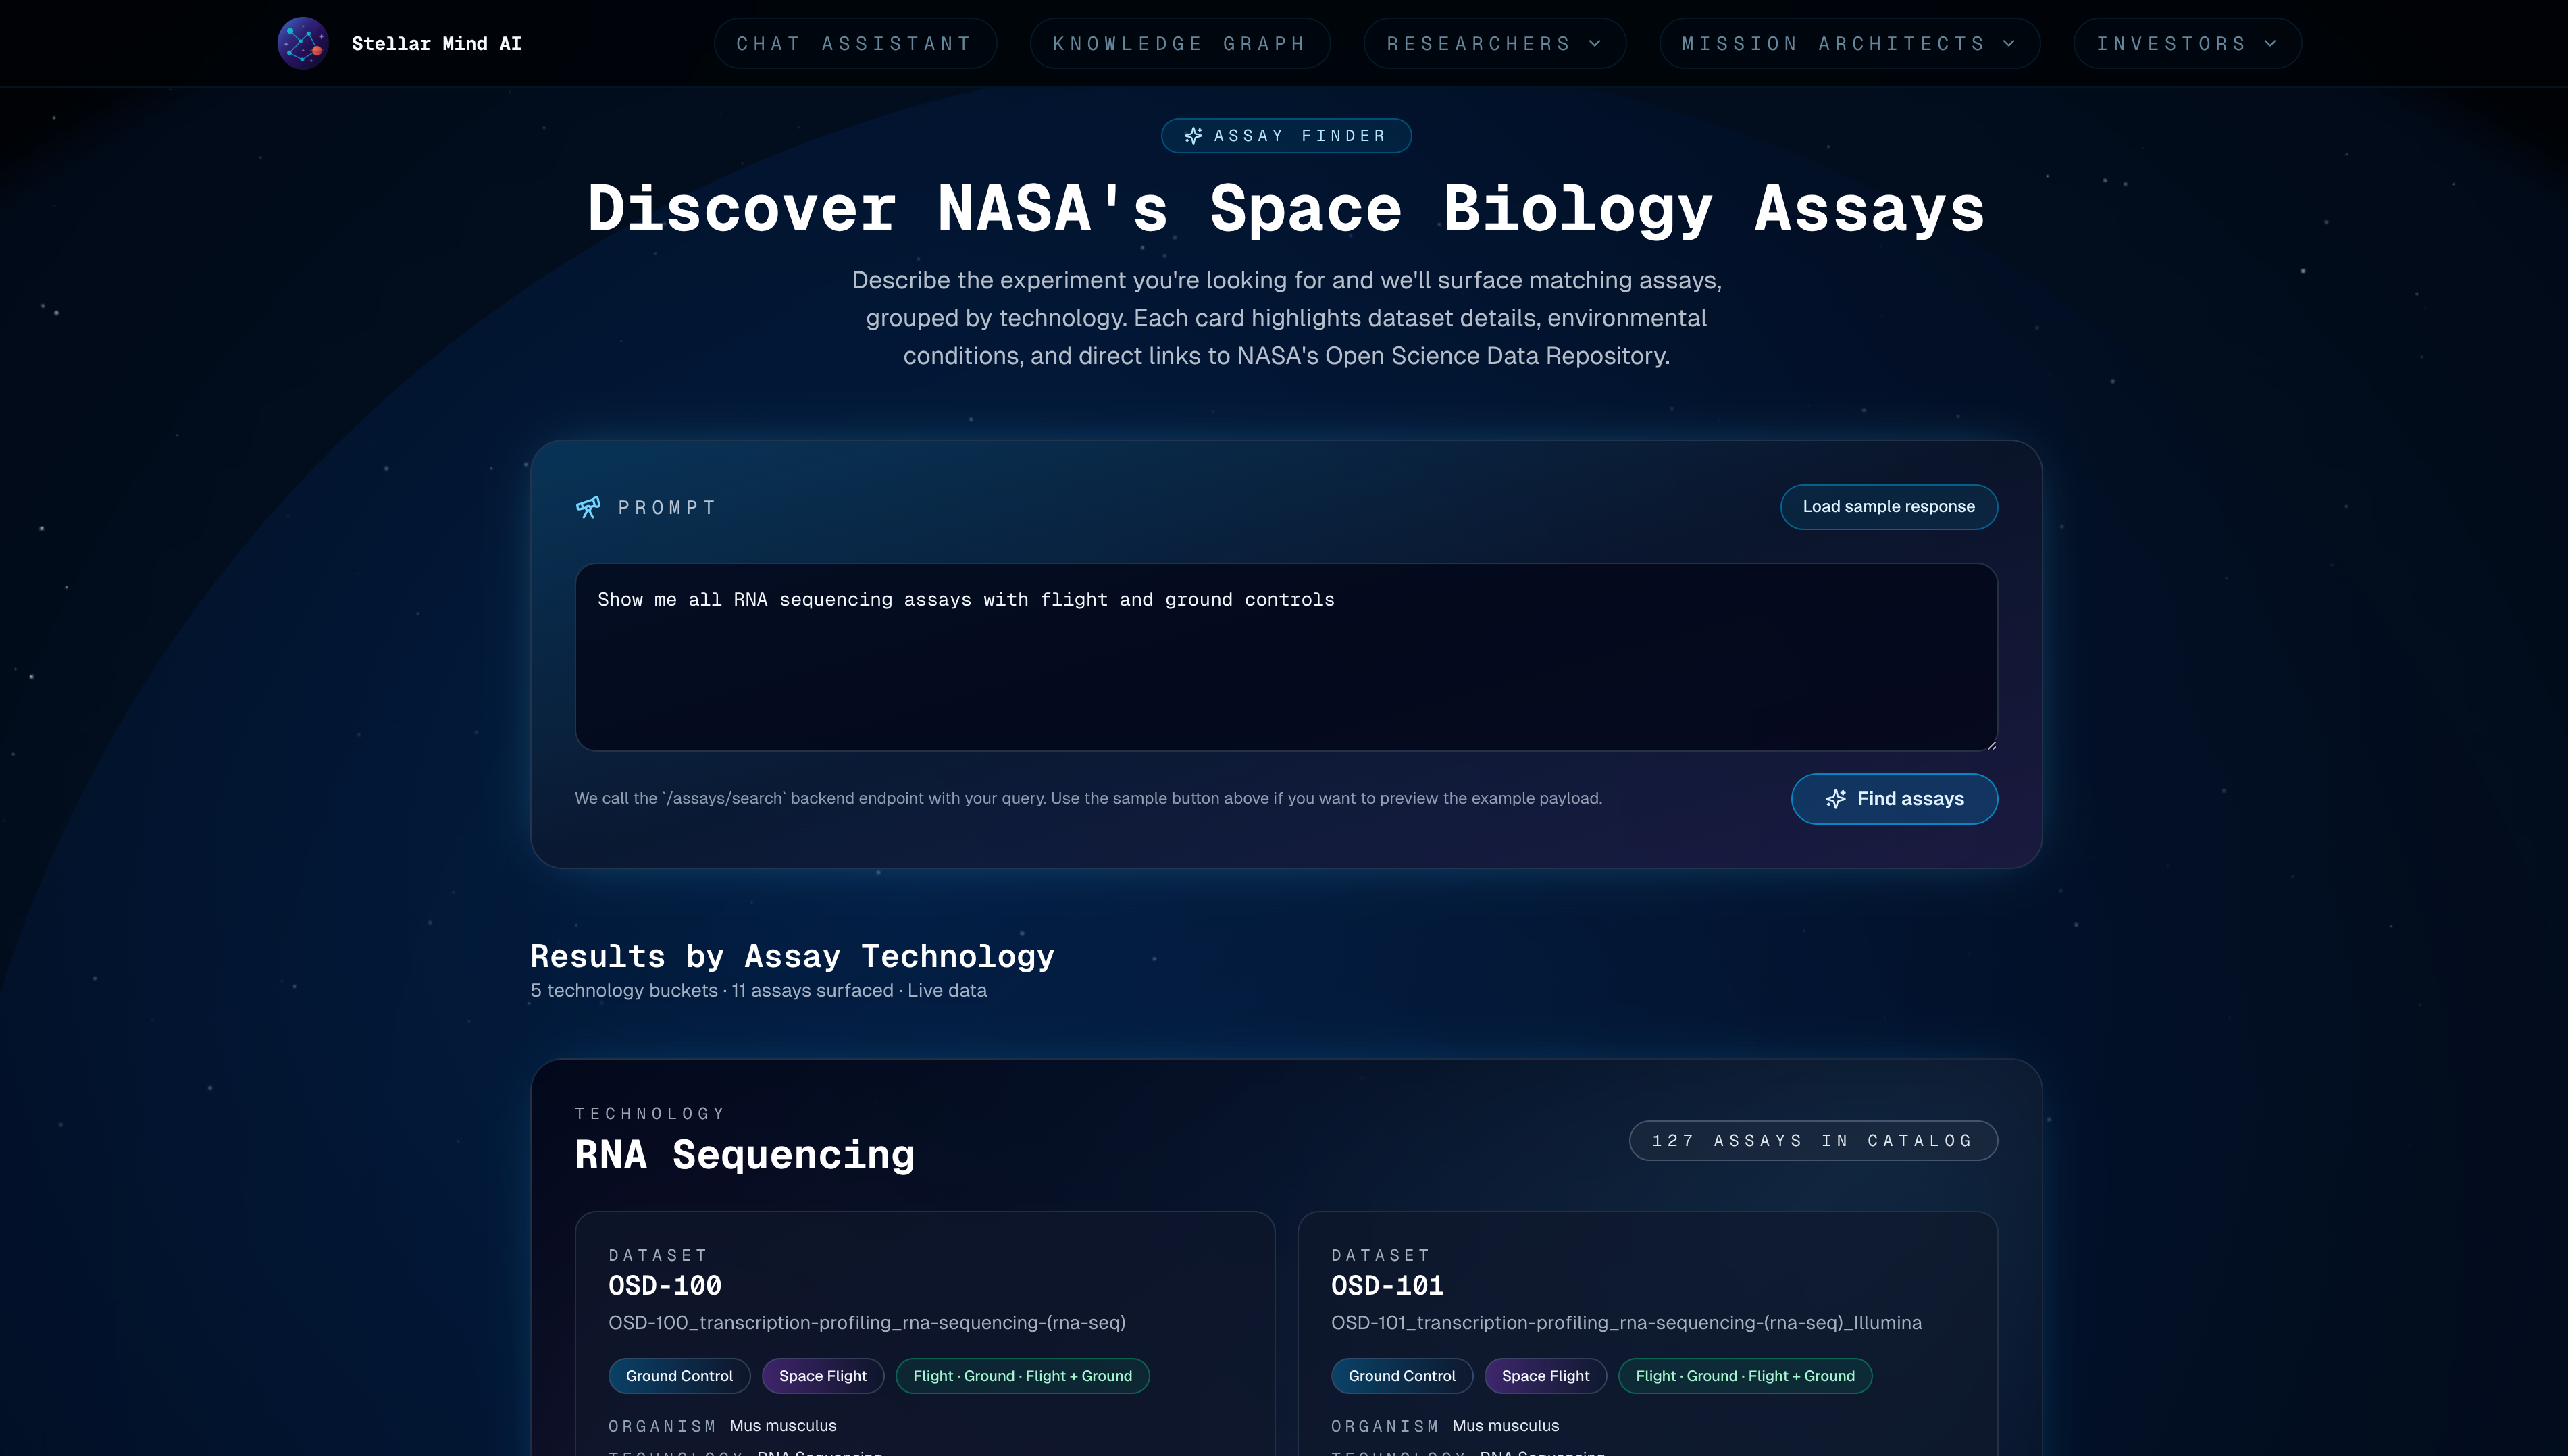 Stellar Mind AI
CHAT ASSISTANT
KNOWLEDGE GRAPH
RESEARCHERS
MISSION ARCHITECTS
INVESTORS
ASSAY FINDER
Discover NASA's Space Biology Assays
Describe the experiment you're looking for and we'll surface matching assays,
grouped by technology. Each card highlights dataset details, environmental
conditions, and direct links to NASA's Open Science Data Repository.
PROMPT
Load sample response
Show me all RNA sequencing assays with flight and ground controls
We call the `/assays/search` backend endpoint with your query. Use the sample button above if you want to preview the example payload.
Find assays
Results by Assay Technology
5 technology buckets · 11 assays surfaced · Live data
TECHNOLOGY
RNA Sequencing
127 ASSAYS IN CATALOG
DATASET
OSD-100
OSD-100_transcription-profiling_rna-sequencing-(rna-seq)
Ground Control
Space Flight
Flight · Ground · Flight + Ground
ORGANISM Mus musculus
TECHNOLOGY RNA Sequencing
DATASET
OSD-101
OSD-101_transcription-profiling_rna-sequencing-(rna-seq)_Illumina
Ground Control
Space Flight
Flight · Ground · Flight + Ground
ORGANISM Mus musculus
TECHNOLOGY RNA Sequencing